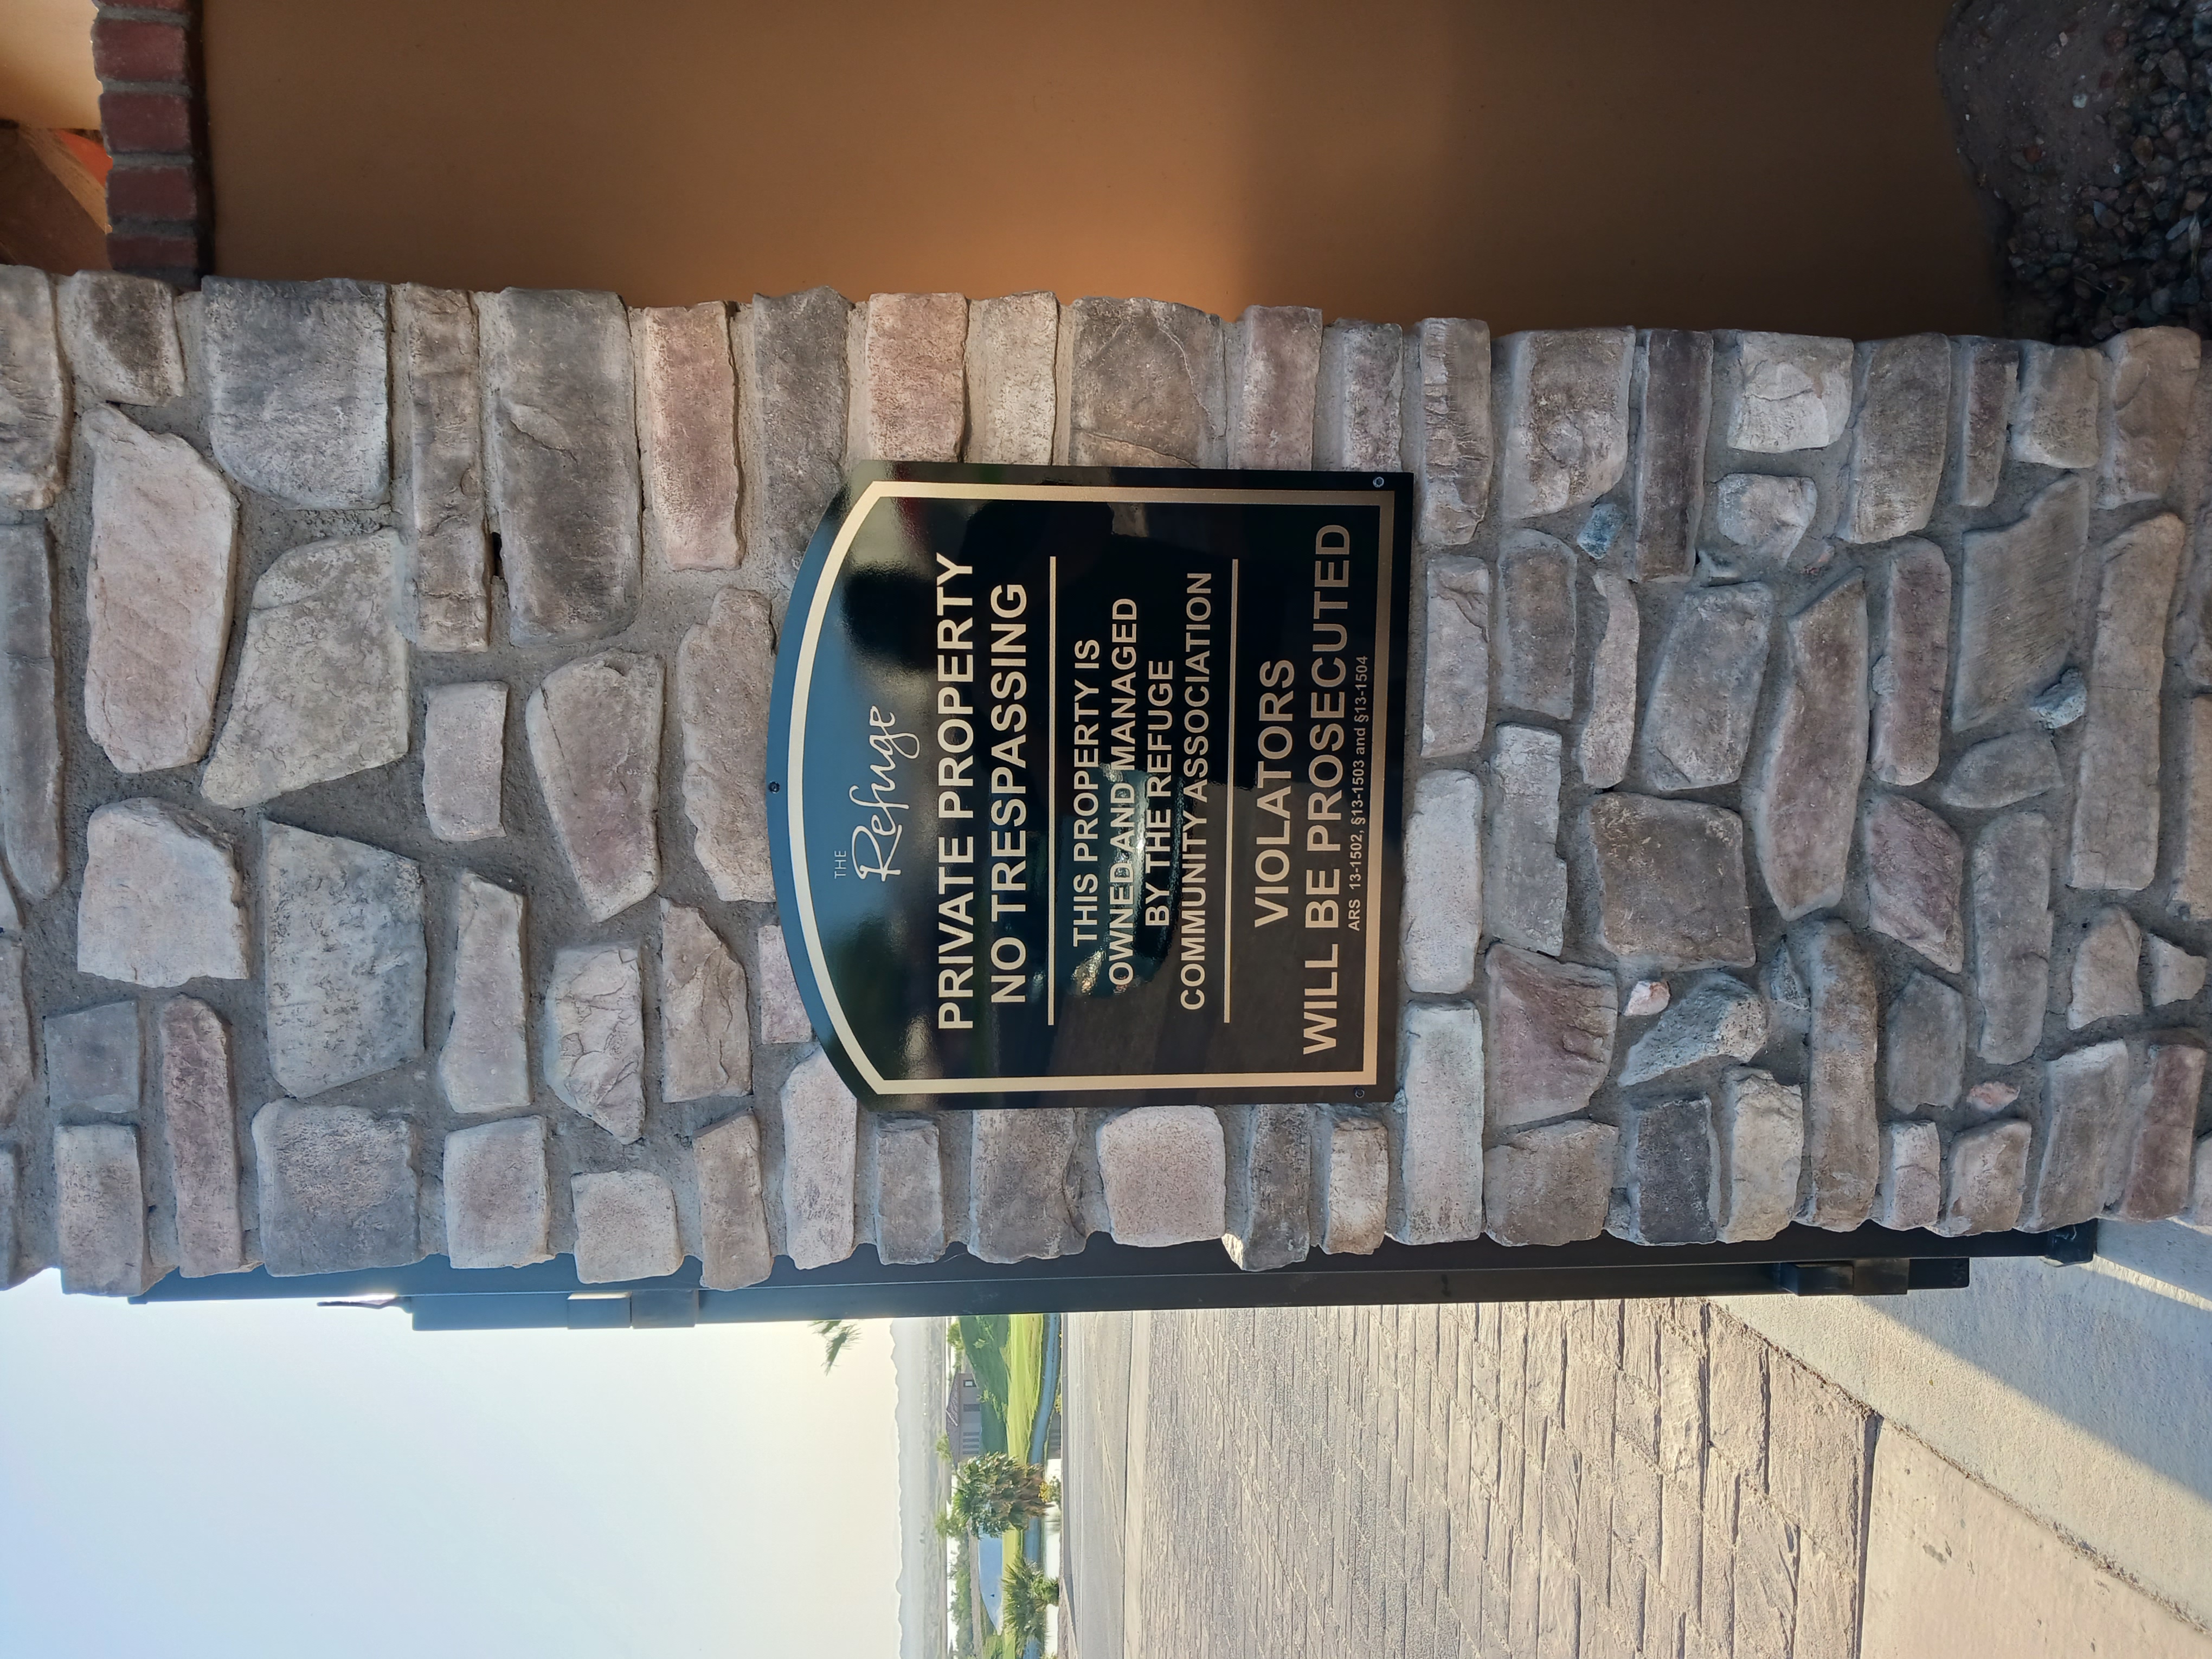 THE
Refuge
PRIVATE PROPERTY
NO TRESPASSING
THIS PROPERTY IS
OWNED AND MANAGED
BY THE REFUGE
COMMUNITY ASSOCIATION
VIOLATORS
WILL BE PROSECUTED
ARS 13-1502, §13-1503 and §13-1504